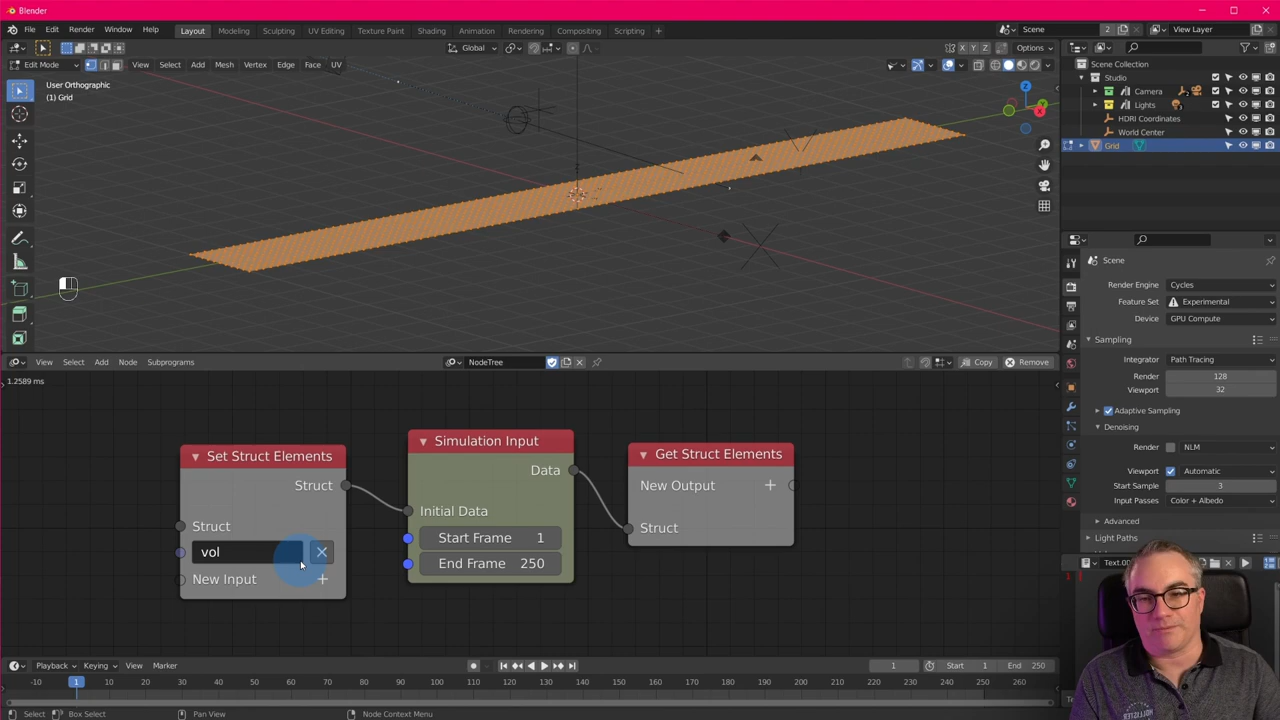 Blender
File Edit Render Window Help Layout Modeling Sculpting UV Editing Texture Paint Shading Animation Rendering Compositing Scripting + Scene 2 View Layer
Global X Y Z Options
Edit Mode View Select Add Mesh Vertex Edge Face UV
User Orthographic
(1) Grid
Scene Collection
Studio
Camera
Lights
HDRI Coordinates
World Center
Grid
Scene
Render Engine Cycles
Feature Set Experimental
Device GPU Compute
Sampling
Integrator Path Tracing
Render 128
Viewport 32
Adaptive Sampling
Denoising
Render NLM
Viewport Automatic
Start Sample 3
Input Passes Color + Albedo
Advanced
Light Paths
View Select Add Node Subprograms NodeTree Copy Remove
1.2589 ms
Set Struct Elements
Struct
Struct
vol
New Input
Simulation Input
Data
Initial Data
Start Frame 1
End Frame 250
Get Struct Elements
New Output
Struct
Text.00
1
Playback Keying View Marker 1 Start 1 End 250
-10 1 10 20 30 40 50 60 70 80 90 100 110 120 130 140 150 160 170 180 190 200 210 220 230 240 250 260
Select Box Select Pan View Node Context Menu
HOLLISTER